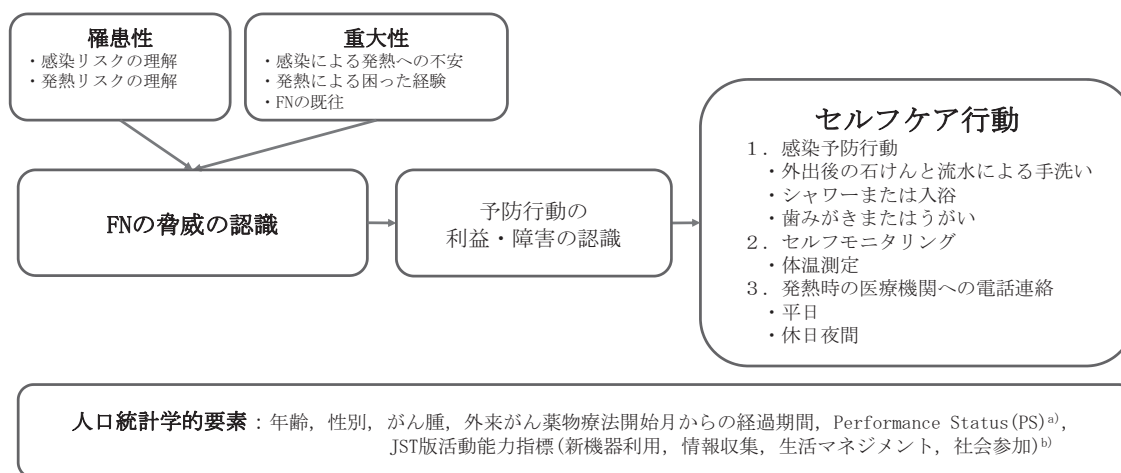 罹患性
・感染リスクの理解
・発熱リスクの理解
重大性
・感染による発熱への不安
・発熱による困った経験
・FNの既往
FNの脅威の認識
予防行動の
利益・障害の認識
セルフケア行動
1．感染予防行動
・外出後の石けんと流水による手洗い
・シャワーまたは入浴
・歯みがきまたはうがい
2．セルフモニタリング
・体温測定
3．発熱時の医療機関への電話連絡
・平日
・休日夜間
人口統計学的要素：年齢，性別，がん腫，外来がん薬物療法開始月からの経過期間，Performance Status(PS)a)，
JST版活動能力指標(新機器利用，情報収集，生活マネジメント，社会参加)b)